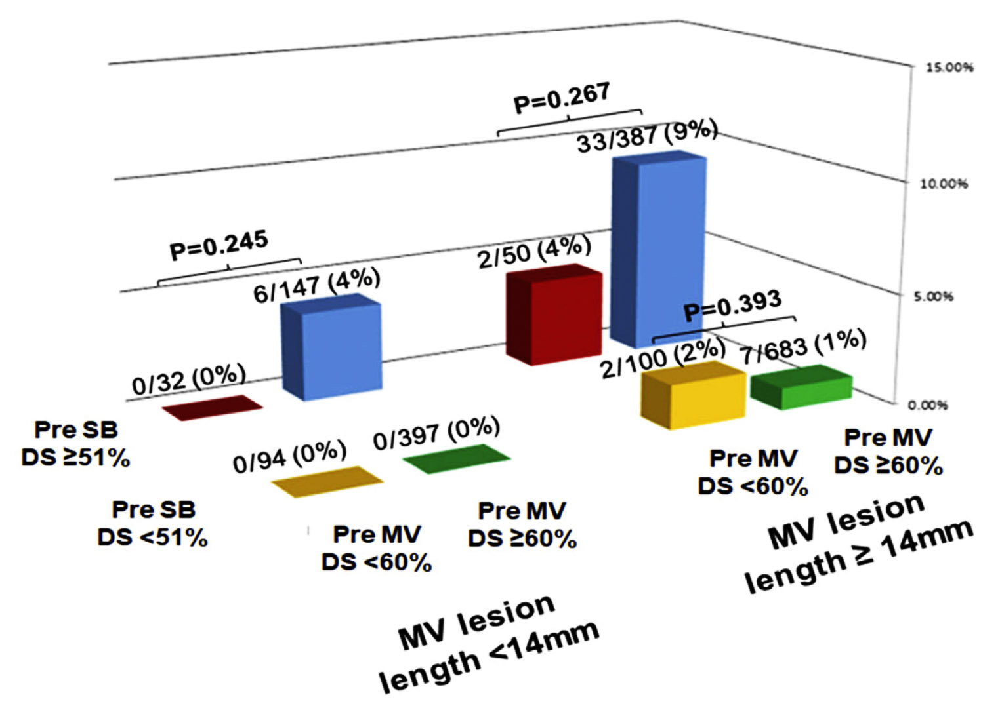 15.00%
P=0.267
33/387 (9%)
10.00%
P=0.245
2/50 (4%)
6/147 (4%)
5.00%
P=0.393
0/32 (0%)
2/100 (2%)
7/683 (1%)
0.00%
Pre SB
DS ≥51%
0/94 (0%)
0/397 (0%)
Pre MV
DS ≥60%
Pre MV
DS <60%
Pre SB
DS <51%
Pre MV
DS ≥60%
Pre MV
DS <60%
MV lesion
length ≥ 14mm
MV lesion
length <14mm